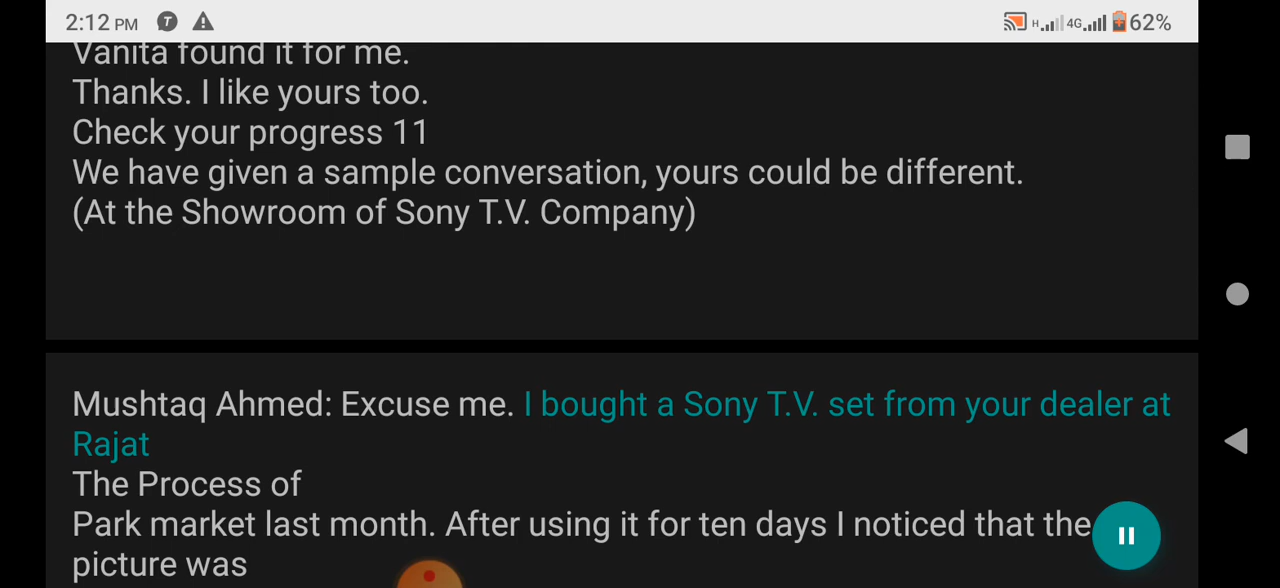 2:12 PM T H 4G 62%
Vanita found it for me.
Thanks. I like yours too.
Check your progress 11
We have given a sample conversation, yours could be different.
(At the Showroom of Sony T.V. Company)
Mushtaq Ahmed: Excuse me. I bought a Sony T.V. set from your dealer at
Rajat
The Process of
Park market last month. After using it for ten days I noticed that the
picture was